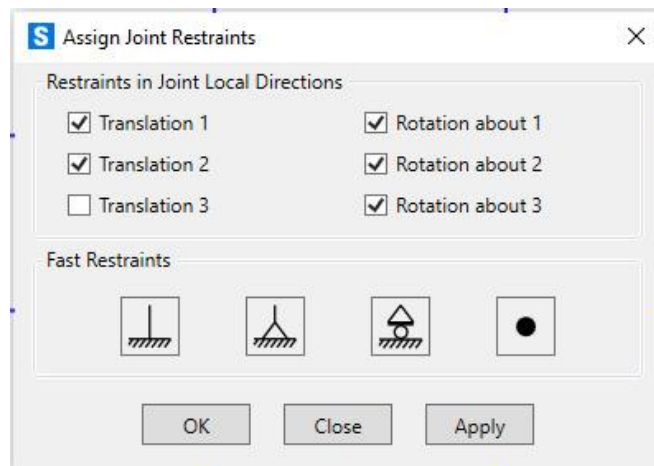 S Assign Joint Restraints
Restraints in Joint Local Directions
Translation 1 Rotation about 1
Translation 2 Rotation about 2
Translation 3 Rotation about 3
Fast Restraints
OK Close Apply